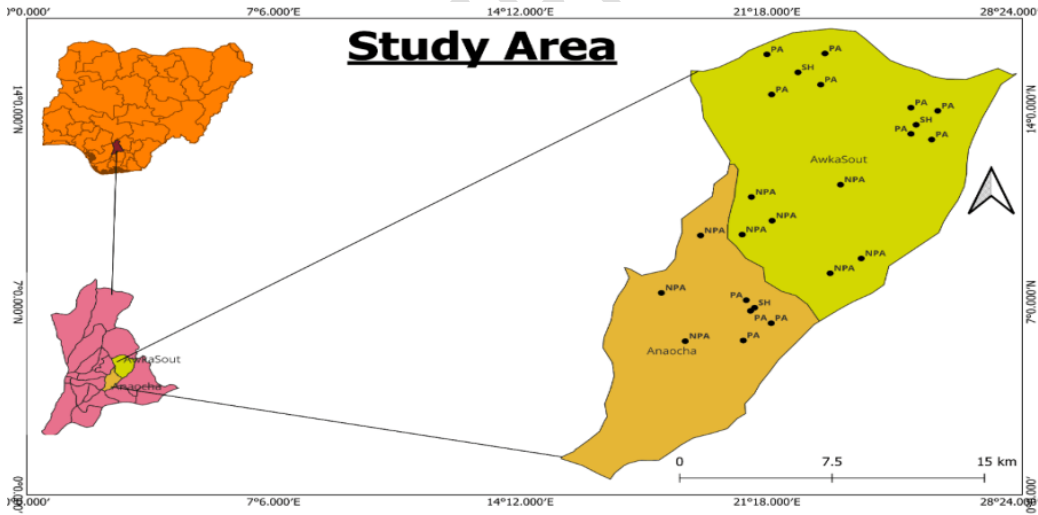 0°0.000' 7°6.000'E 14°12.000'E 21°18.000'E 28°24.000'E
Study Area
14°0.000'N
14°0.000'N
PA
PA
SH
PA
PA
PA
PA
SH
PA
PA
AwkaSout
NPA
NPA
NPA
NPA
NPA
NPA
NPA
NPA
PA
SH
PA
PA
NPA
PA
Anaocha
7°0.000'N
7°0.000'N
AwkaSout
Anaocha
0 7.5 15 km
0°0.000'
7°6.000'E 14°12.000'E 21°18.000'E 28°24.000'E